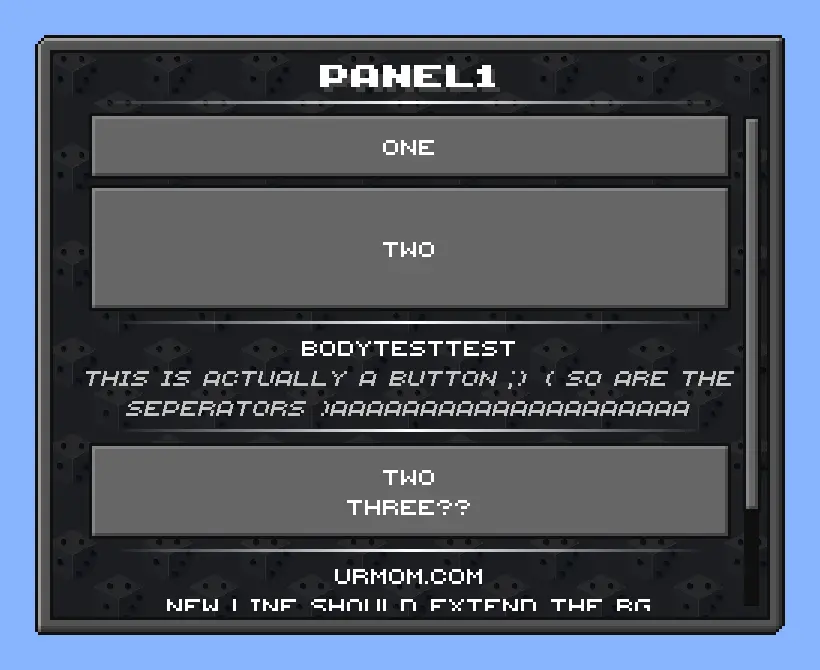 PANEL1
ONE
TWO
BODYTESTTEST
THIS IS ACTUALLY A BUTTON ;) ( SO ARE THE
SEPERATORS )AAAAAAAAAAAAAAAAAAAAA
TWO
THREE??
URMOM.COM
NEW LINE SHOULD EXTEND THE BG